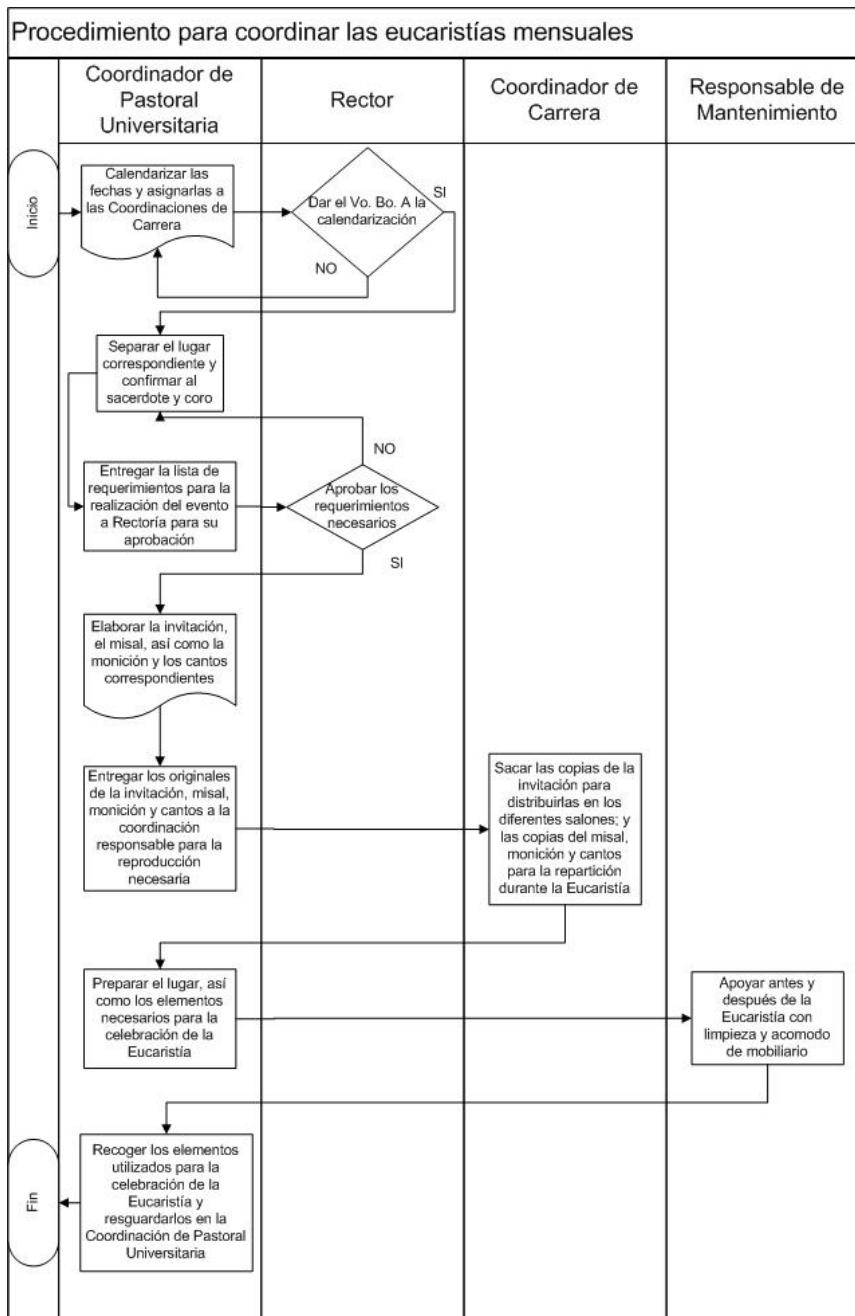 Procedimiento para coordinar las eucaristías mensuales
Coordinador de
Pastoral
Universitaria
Rector
Coordinador de
Carrera
Responsable de
Mantenimiento
Inicio
Calendarizar las
fechas y asignarlas a
las Coordinaciones de
Carrera
Dar el Vo. Bo. A la
calendarización
SI
NO
Separar el lugar
correspondiente y
confirmar al
sacerdote y coro
NO
Entregar la lista de
requerimientos para la
realización del evento
a Rectoría para su
aprobación
Aprobar los
requerimientos
necesarios
SI
Elaborar la invitación,
el misal, así como la
monición y los cantos
correspondientes
Entregar los originales
de la invitación, misal,
monición y cantos a la
coordinación
responsable para la
reproducción
necesaria
Sacar las copias de la
invitación para
distribuirlas en los
diferentes salones; y
las copias del misal,
monición y cantos
para la repartición
durante la Eucaristía
Preparar el lugar, así
como los elementos
necesarios para la
celebración de la
Eucaristía
Apoyar antes y
después de la
Eucaristía con
limpieza y acomodo
de mobiliario
Recoger los elementos
utilizados para la
celebración de la
Eucaristía y
resguardarlos en la
Coordinación de Pastoral
Universitaria
Fin